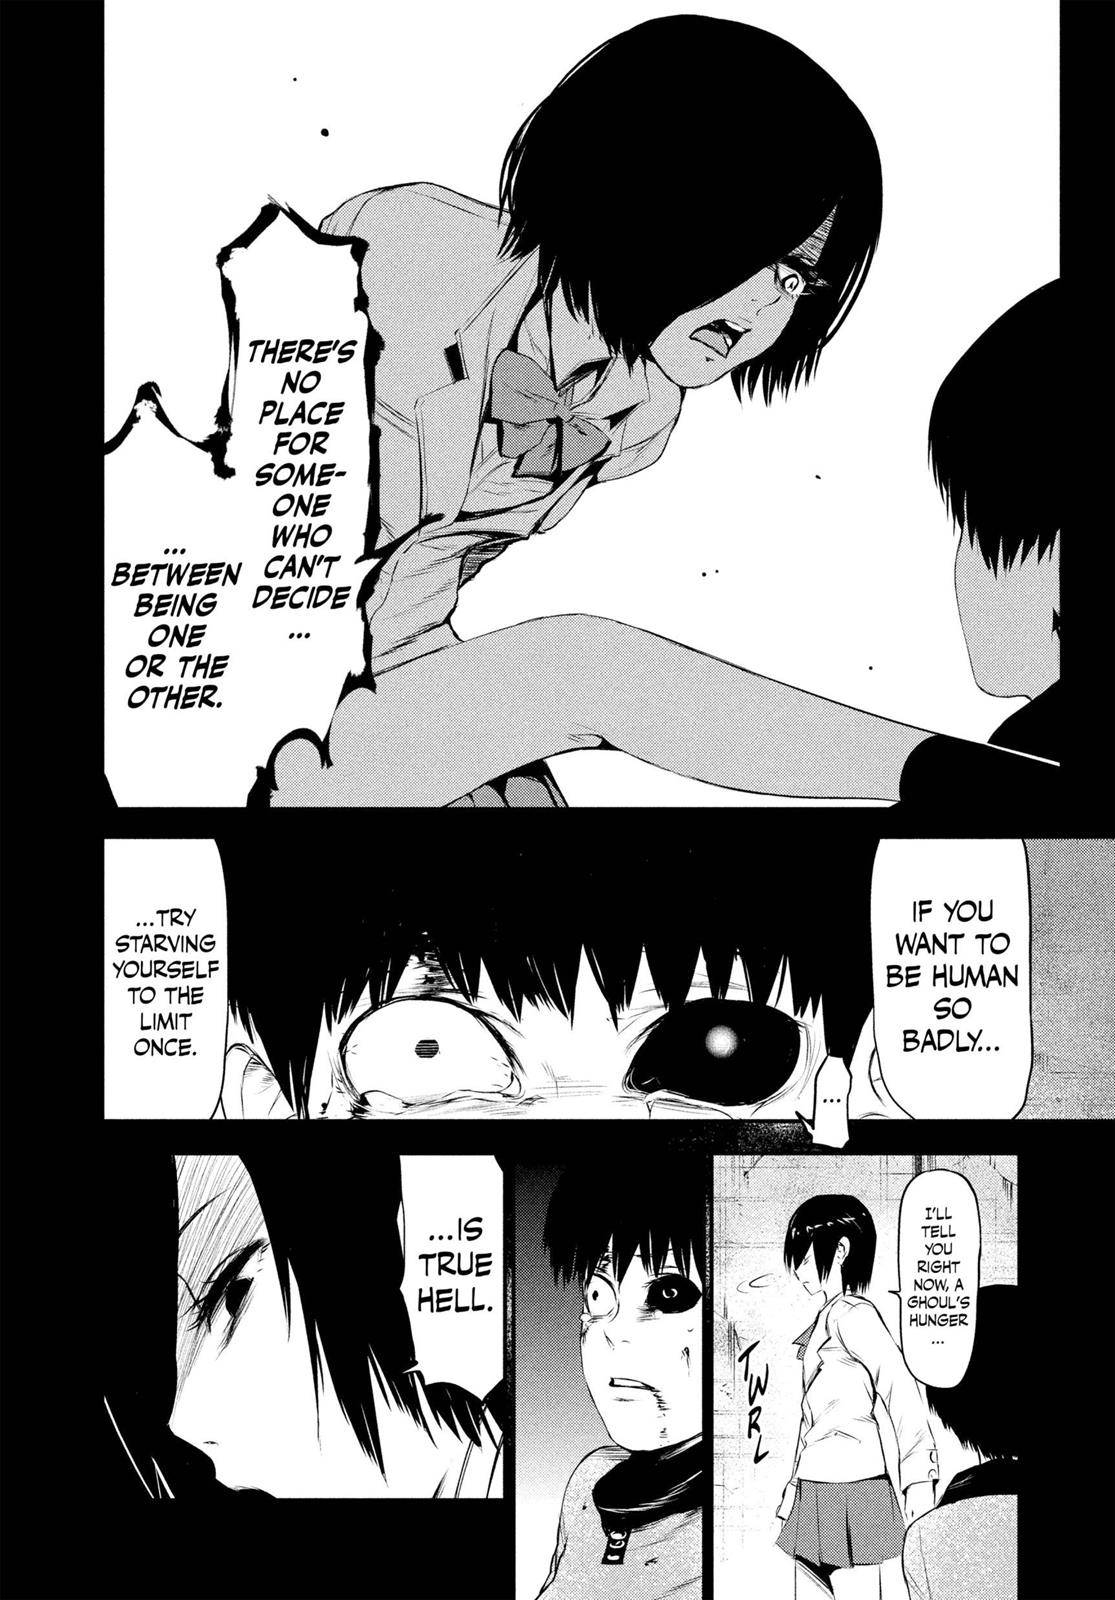 THERE'S
NO
PLACE
FOR
SOME-
ONE
WHO
CAN'T
DECIDE
...
...
BETWEEN
BEING
ONE
OR THE
OTHER.
IF YOU
WANT TO
BE HUMAN
SO
BADLY...
...
...TRY
STARVING
YOURSELF
TO THE
LIMIT
ONCE.
I'LL
TELL
YOU
RIGHT
NOW, A
GHOUL'S
HUNGER
...
TWRL
...IS
TRUE
HELL.